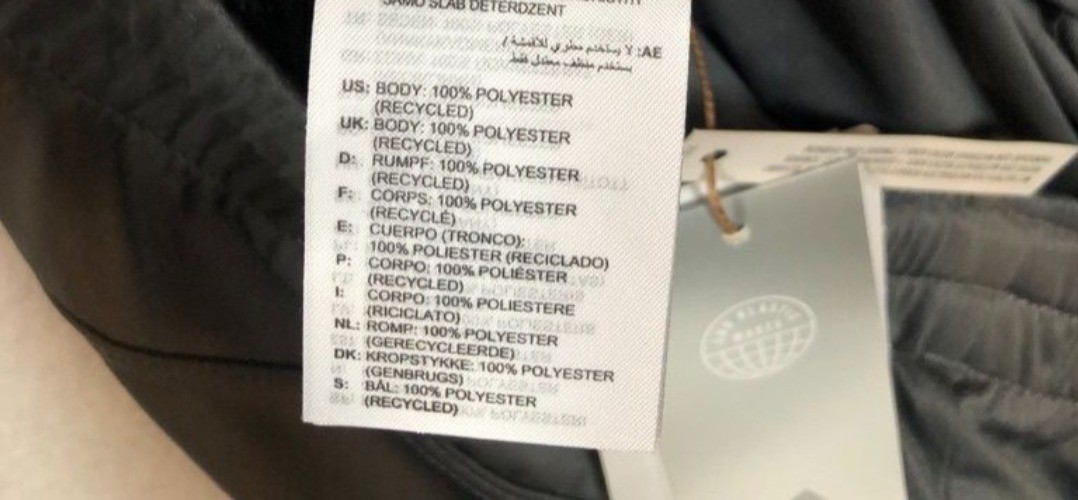 SAMO SLAB DETERDZENT
AE: لا يستخدم مطري للأقمشة /
يستخدم منظف معتدل فقط
US: BODY: 100% POLYESTER
(RECYCLED)
UK: BODY: 100% POLYESTER
(RECYCLED)
D: RUMPF: 100% POLYESTER
(RECYCLED)
F: CORPS: 100% POLYESTER
(RECYCLÉ)
E: CUERPO (TRONCO):
100% POLIESTER (RECICLADO)
P: CORPO: 100% POLIÉSTER
(RECYCLED)
I: CORPO: 100% POLIESTERE
(RICICLATO)
NL: ROMP: 100% POLYESTER
(GERECYCLEERDE)
DK: KROPSTYKKE: 100% POLYESTER
(GENBRUGS)
S: BÅL: 100% POLYESTER
(RECYCLED)
END PLASTIC
WASTE